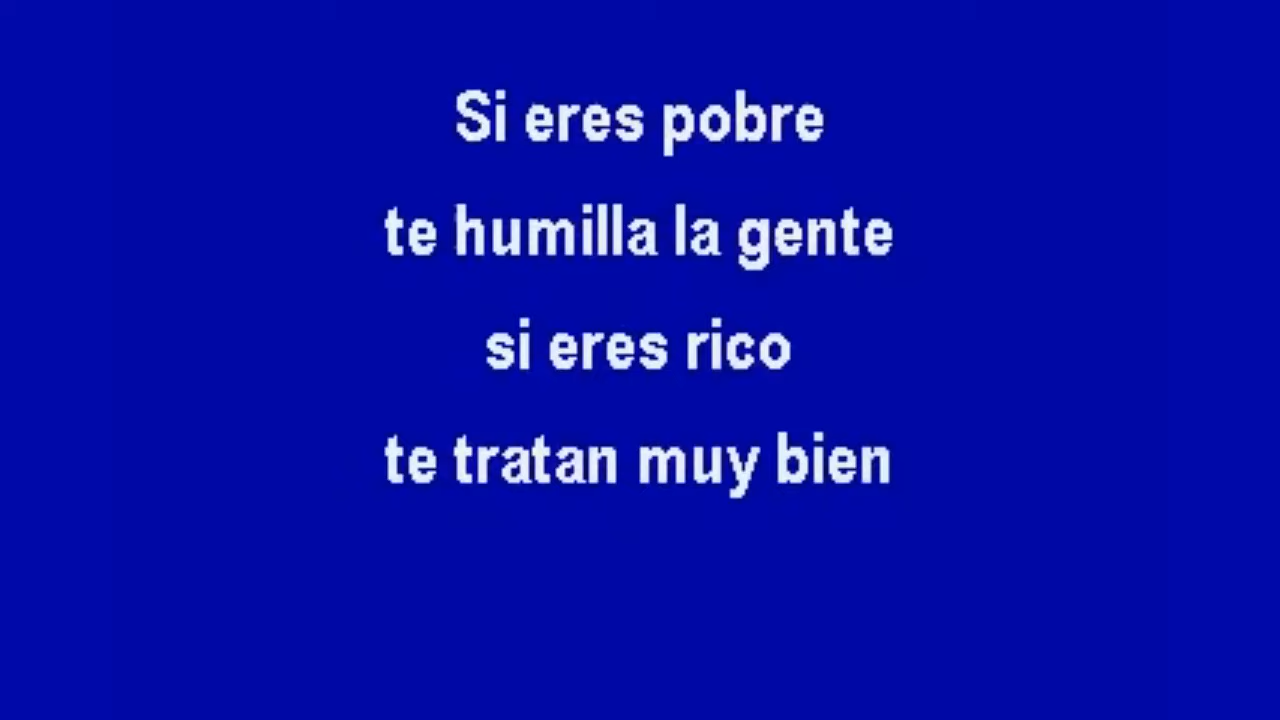 Si eres pobre
te humilla la gente
si eres rico
te tratan muy bien